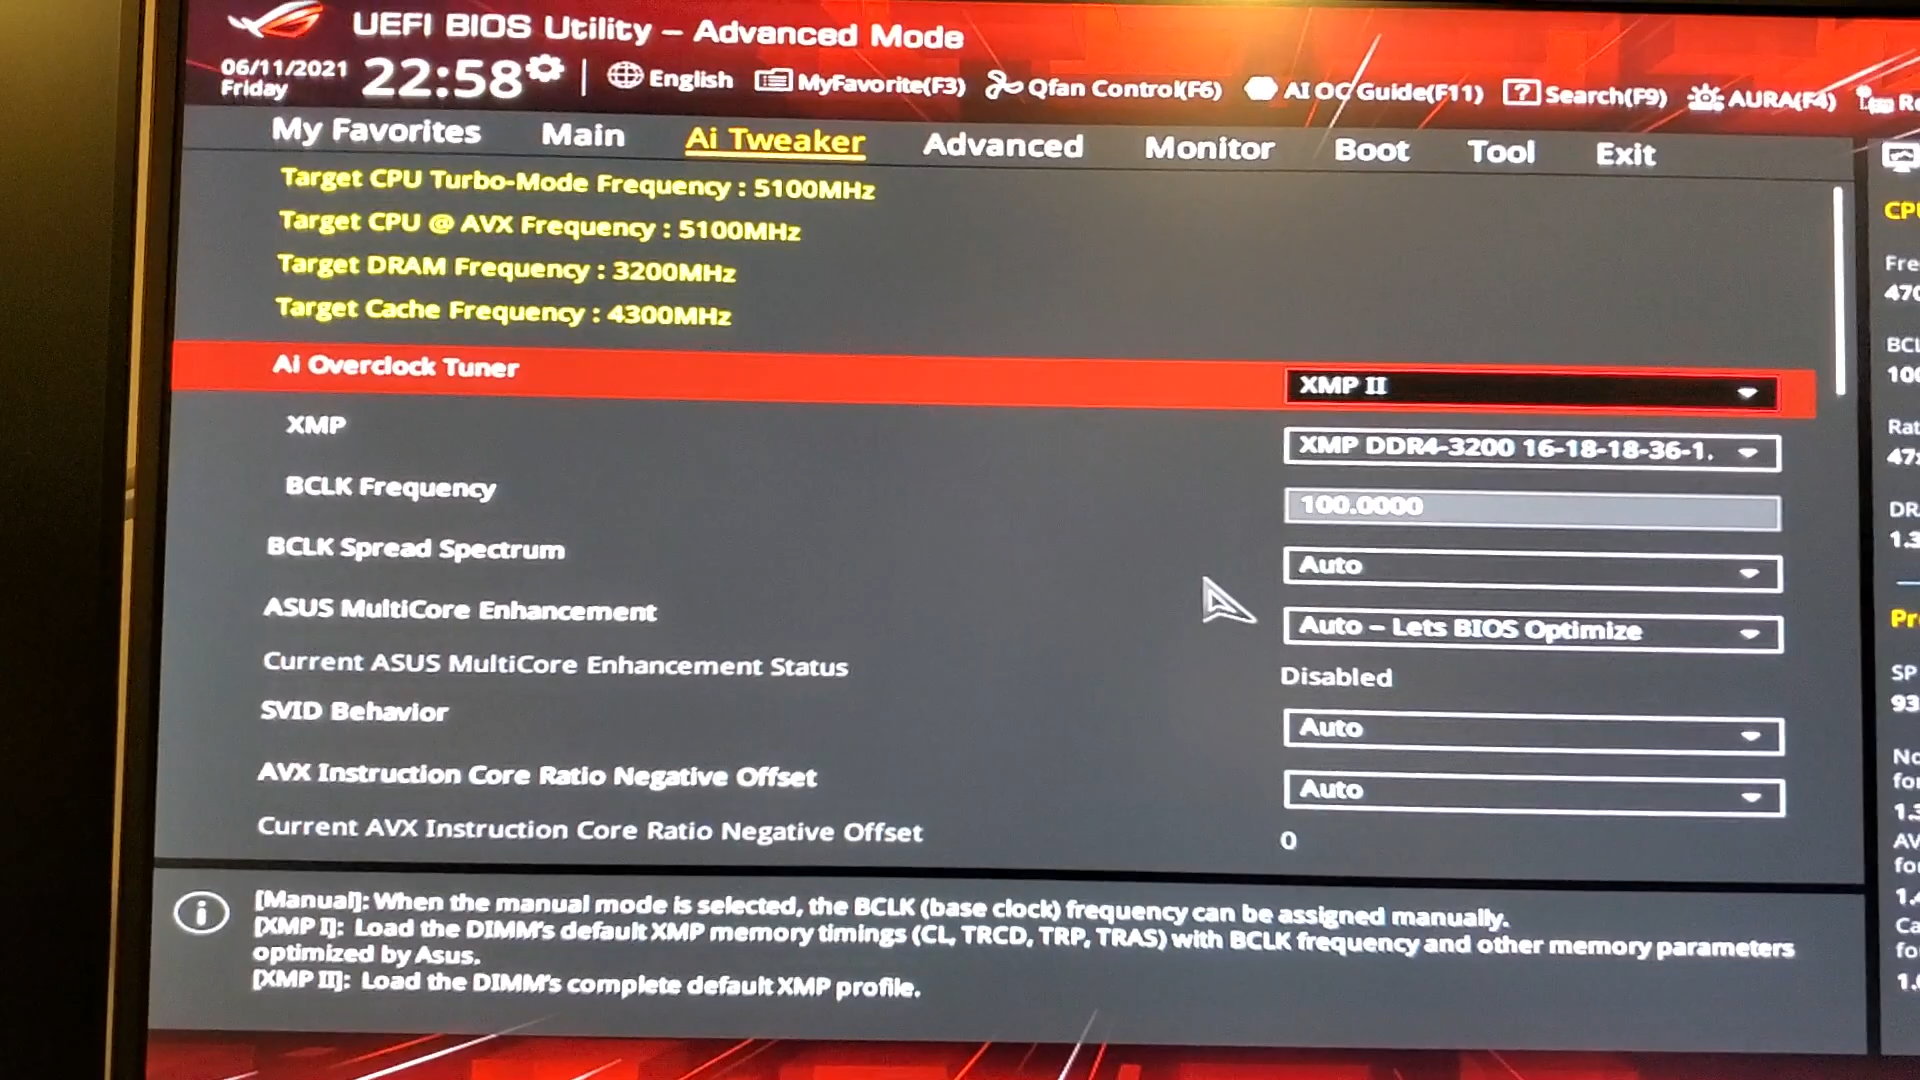 UEFI BIOS Utility – Advanced Mode
06/11/2021
Friday
22:58
English
MyFavorite(F3)
Qfan Control(F6)
AI OC Guide(F11)
Search(F9)
AURA(F4)
My Favorites
Main
Ai Tweaker
Advanced
Monitor
Boot
Tool
Exit
Target CPU Turbo-Mode Frequency : 5100MHz
Target CPU @ AVX Frequency : 5100MHz
Target DRAM Frequency : 3200MHz
Target Cache Frequency : 4300MHz
Ai Overclock Tuner
XMP II
XMP
XMP DDR4-3200 16-18-18-36-1.
BCLK Frequency
100.0000
BCLK Spread Spectrum
Auto
ASUS MultiCore Enhancement
Auto – Lets BIOS Optimize
Current ASUS MultiCore Enhancement Status
Disabled
SVID Behavior
Auto
AVX Instruction Core Ratio Negative Offset
Auto
Current AVX Instruction Core Ratio Negative Offset
0
[Manual]: When the manual mode is selected, the BCLK (base clock) frequency can be assigned manually.
[XMP I]: Load the DIMM's default XMP memory timings (CL, TRCD, TRP, TRAS) with BCLK frequency and other memory parameters
optimized by Asus.
[XMP II]: Load the DIMM's complete default XMP profile.
SP
93